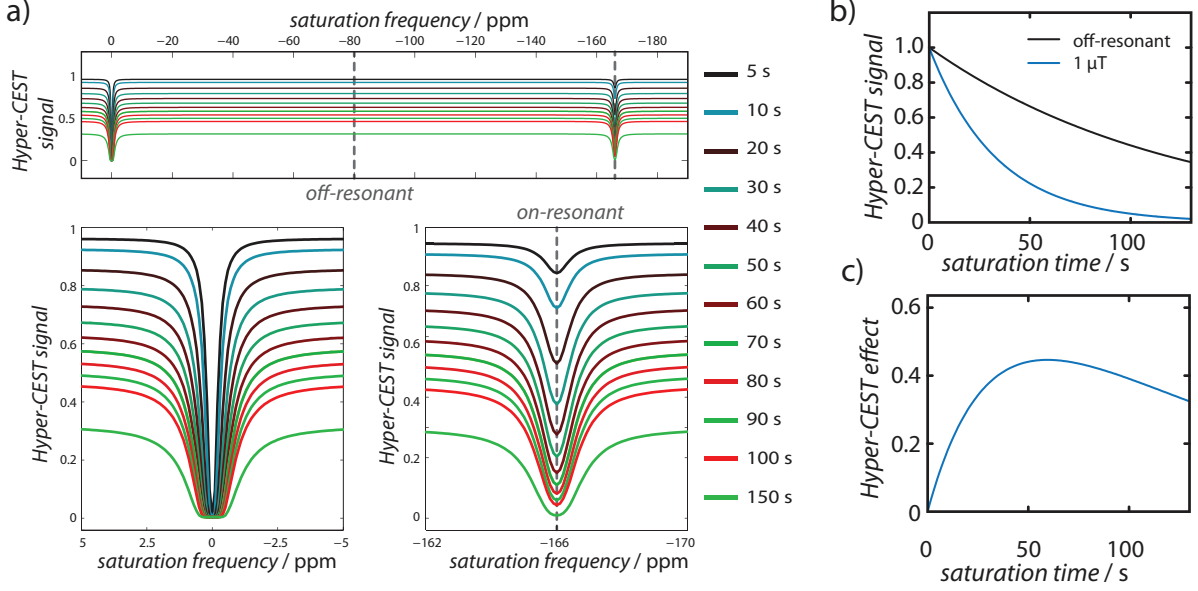 a)
saturation frequency / ppm
0 −20 −40 −60 −80 −100 −120 −140 −160 −180
Hyper-CEST
signal
1
0.5
0
off-resonant
on-resonant
Hyper-CEST signal
1
0.8
0.6
0.4
0.2
0
5 2.5 0 −2.5 −5
saturation frequency / ppm
Hyper-CEST signal
1
0.8
0.6
0.4
0.2
0
−162 −166 −170
saturation frequency / ppm
5 s
10 s
20 s
30 s
40 s
50 s
60 s
70 s
80 s
90 s
100 s
150 s
b)
Hyper-CEST signal
1.0
0.8
0.6
0.4
0.2
0
off-resonant
1 µT
0 50 100
saturation time / s
c)
Hyper-CEST effect
0.6
0.4
0.2
0
0 50 100
saturation time / s